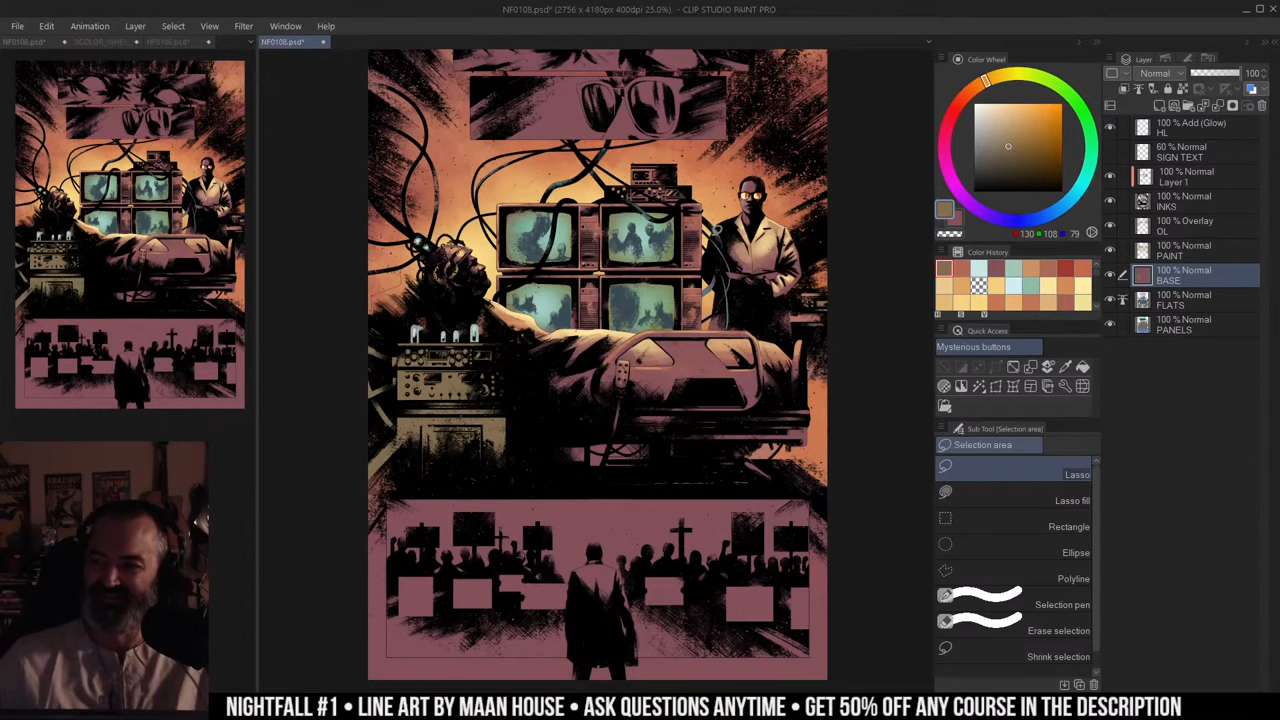 NF0108.psd* (2756 x 4180px 400dpi 25.0%) - CLIP STUDIO PAINT PRO
File Edit Animation Layer Select View Filter Window Help
NF0108.psd*
NF0108.psd*
Color Wheel
130 108 79
Color History
H S V
Quick Access
Mysterious buttons
Sub Tool [Selection area]
Selection area
Lasso
Lasso fill
Rectangle
Ellipse
Polyline
Selection pen
Erase selection
Shrink selection
Layer
Normal 100
100 % Add (Glow)
HL
60 % Normal
SIGN TEXT
100 % Normal
Layer 1
100 % Normal
INKS
100 % Overlay
OL
100 % Normal
PAINT
100 % Normal
BASE
100 % Normal
FLATS
100 % Normal
PANELS
NIGHTFALL #1 • LINE ART BY MAAN HOUSE • ASK QUESTIONS ANYTIME • GET 50% OFF ANY COURSE IN THE DESCRIPTION